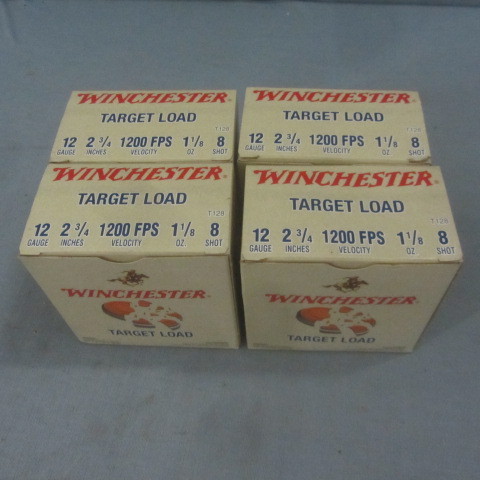 WINCHESTER®
TARGET LOAD
T128
12 2 3/4 1200 FPS 1 1/8 8
GAUGE INCHES VELOCITY OZ SHOT
WINCHESTER®
TARGET LOAD
T128
12 2 3/4 1200 FPS 1 1/8 8
GAUGE INCHES VELOCITY OZ SHOT
WINCHESTER®
TARGET LOAD
T128
12 2 3/4 1200 FPS 1 1/8 8
GAUGE INCHES VELOCITY OZ SHOT
WINCHESTER
TARGET LOAD
WINCHESTER®
TARGET LOAD
T128
12 2 3/4 1200 FPS 1 1/8 8
GAUGE INCHES VELOCITY OZ SHOT
WINCHESTER
TARGET LOAD